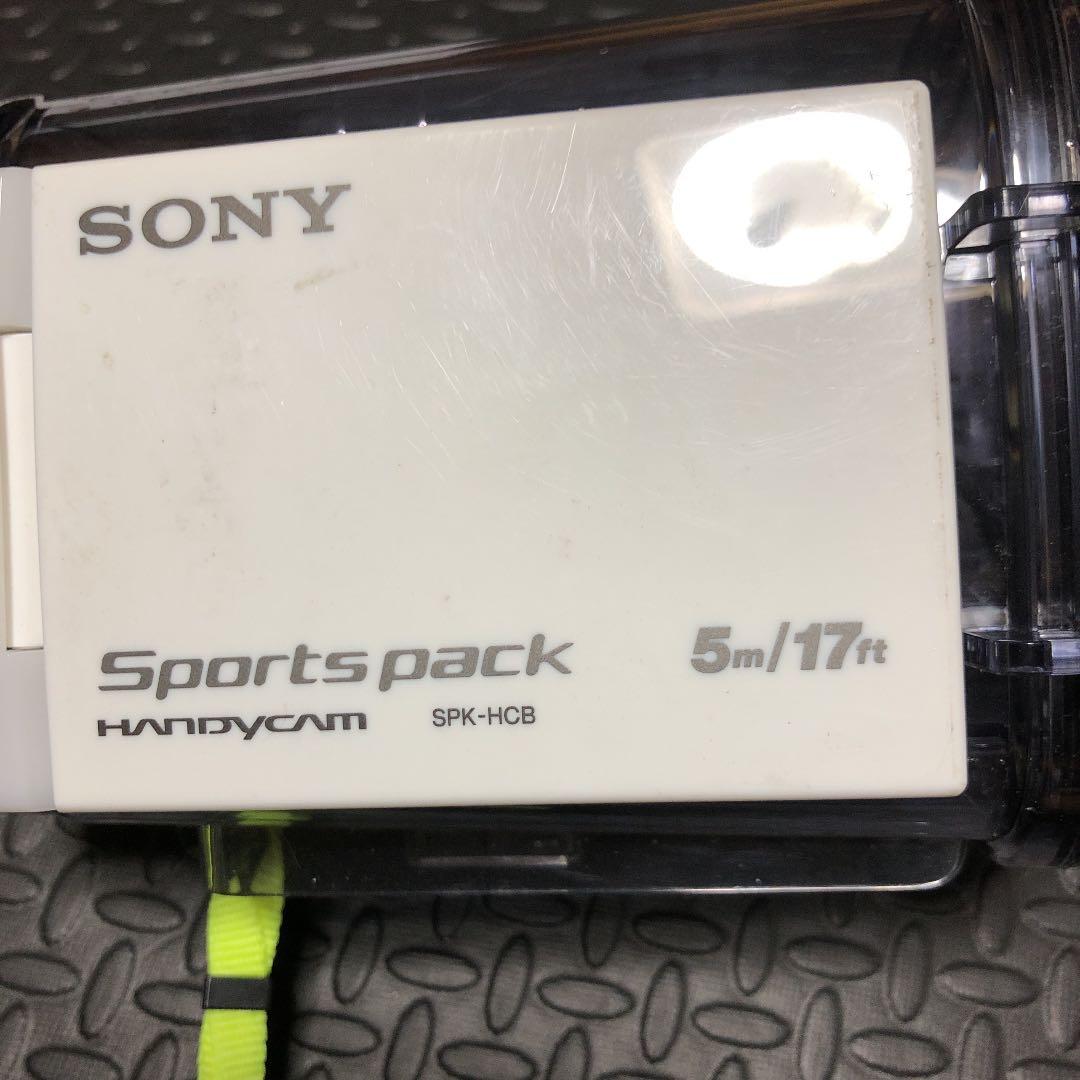 SONY
Sports pack 5m/17ft
HANDYCAM SPK-HCB